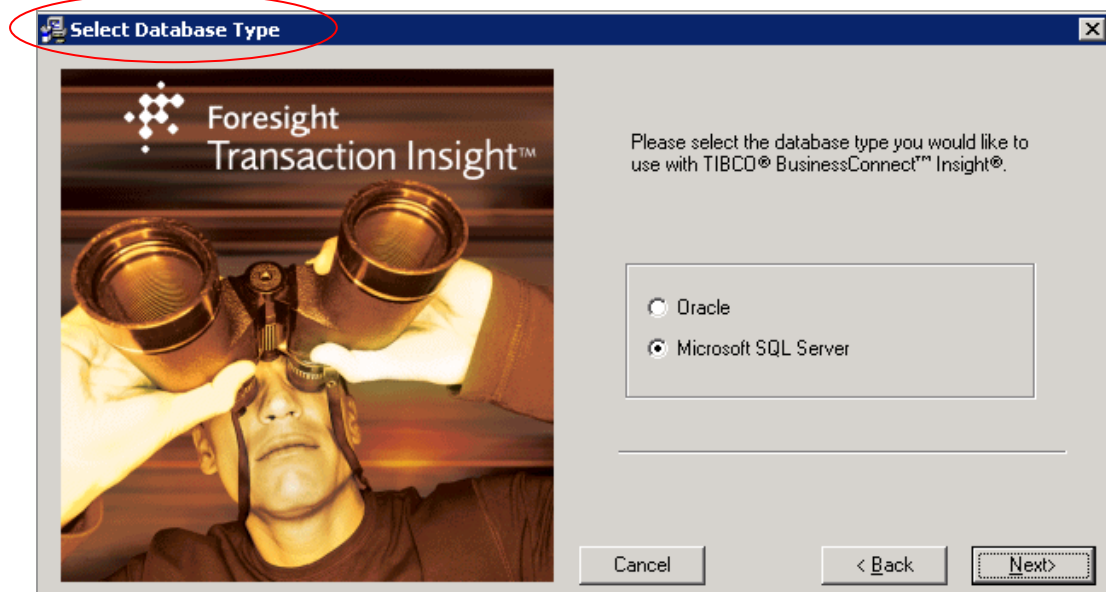 Select Database Type
Foresight
Transaction Insight™
Please select the database type you would like to
use with TIBCO® BusinessConnect™ Insight®.
Oracle
Microsoft SQL Server
Cancel
< Back
Next>